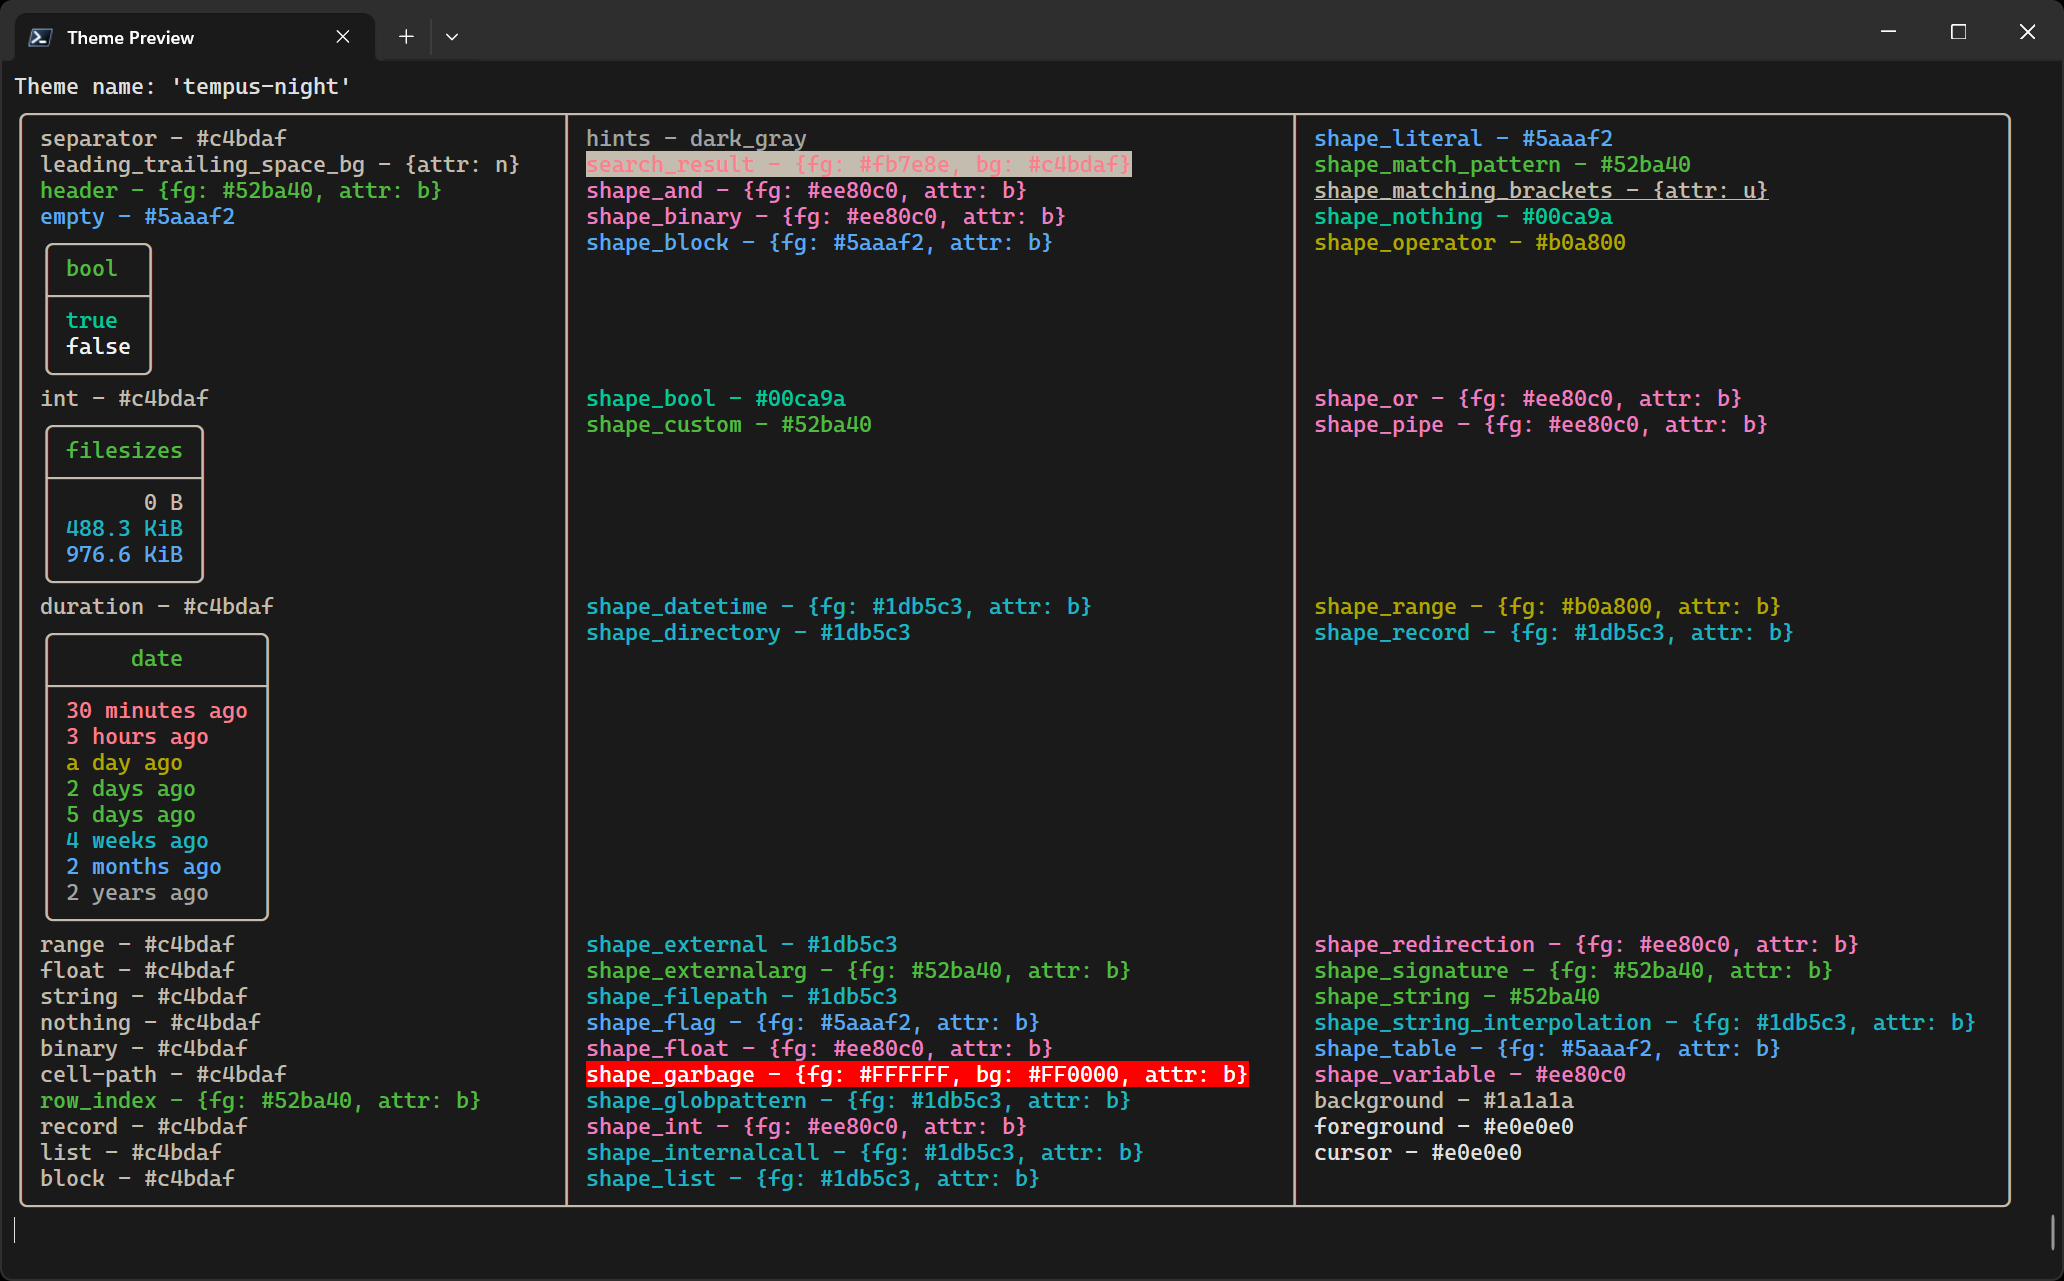 Theme Preview
Theme name: 'tempus-night'
separator - #c4bdaf
leading_trailing_space_bg - {attr: n}
header - {fg: #52ba40, attr: b}
empty - #5aaaf2
bool
true
false
int - #c4bdaf
filesizes
0 B
488.3 KiB
976.6 KiB
duration - #c4bdaf
date
30 minutes ago
3 hours ago
a day ago
2 days ago
5 days ago
4 weeks ago
2 months ago
2 years ago
range - #c4bdaf
float - #c4bdaf
string - #c4bdaf
nothing - #c4bdaf
binary - #c4bdaf
cell-path - #c4bdaf
row_index - {fg: #52ba40, attr: b}
record - #c4bdaf
list - #c4bdaf
block - #c4bdaf
hints - dark_gray
search_result - {fg: #fb7e8e, bg: #c4bdaf}
shape_and - {fg: #ee80c0, attr: b}
shape_binary - {fg: #ee80c0, attr: b}
shape_block - {fg: #5aaaf2, attr: b}
shape_bool - #00ca9a
shape_custom - #52ba40
shape_datetime - {fg: #1db5c3, attr: b}
shape_directory - #1db5c3
shape_external - #1db5c3
shape_externalarg - {fg: #52ba40, attr: b}
shape_filepath - #1db5c3
shape_flag - {fg: #5aaaf2, attr: b}
shape_float - {fg: #ee80c0, attr: b}
shape_garbage - {fg: #FFFFFF, bg: #FF0000, attr: b}
shape_globpattern - {fg: #1db5c3, attr: b}
shape_int - {fg: #ee80c0, attr: b}
shape_internalcall - {fg: #1db5c3, attr: b}
shape_list - {fg: #1db5c3, attr: b}
shape_literal - #5aaaf2
shape_match_pattern - #52ba40
shape_matching_brackets - {attr: u}
shape_nothing - #00ca9a
shape_operator - #b0a800
shape_or - {fg: #ee80c0, attr: b}
shape_pipe - {fg: #ee80c0, attr: b}
shape_range - {fg: #b0a800, attr: b}
shape_record - {fg: #1db5c3, attr: b}
shape_redirection - {fg: #ee80c0, attr: b}
shape_signature - {fg: #52ba40, attr: b}
shape_string - #52ba40
shape_string_interpolation - {fg: #1db5c3, attr: b}
shape_table - {fg: #5aaaf2, attr: b}
shape_variable - #ee80c0
background - #1a1a1a
foreground - #e0e0e0
cursor - #e0e0e0